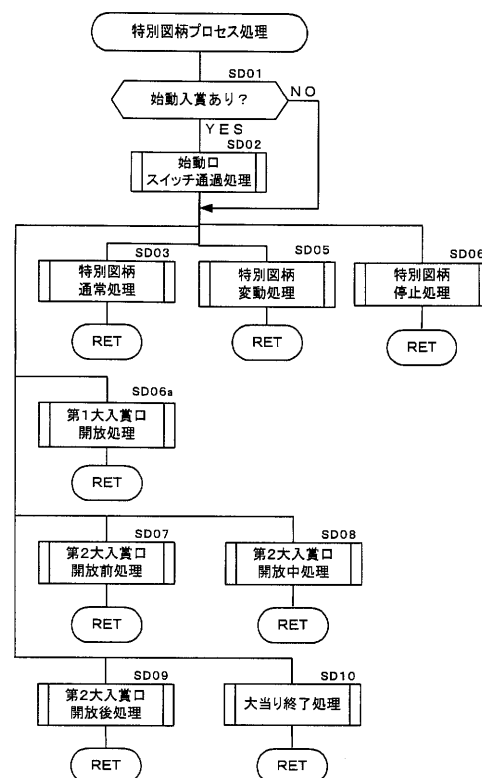 特別図柄プロセス処理
SD01
始動入賞あり？
NO
YES
SD02
始動口
スイッチ通過処理
SD03
特別図柄
通常処理
RET
SD05
特別図柄
変動処理
RET
SD06
特別図柄
停止処理
RET
SD06a
第1大入賞口
開放処理
RET
SD07
第2大入賞口
開放前処理
RET
SD08
第2大入賞口
開放中処理
RET
SD09
第2大入賞口
開放後処理
RET
SD10
大当り終了処理
RET